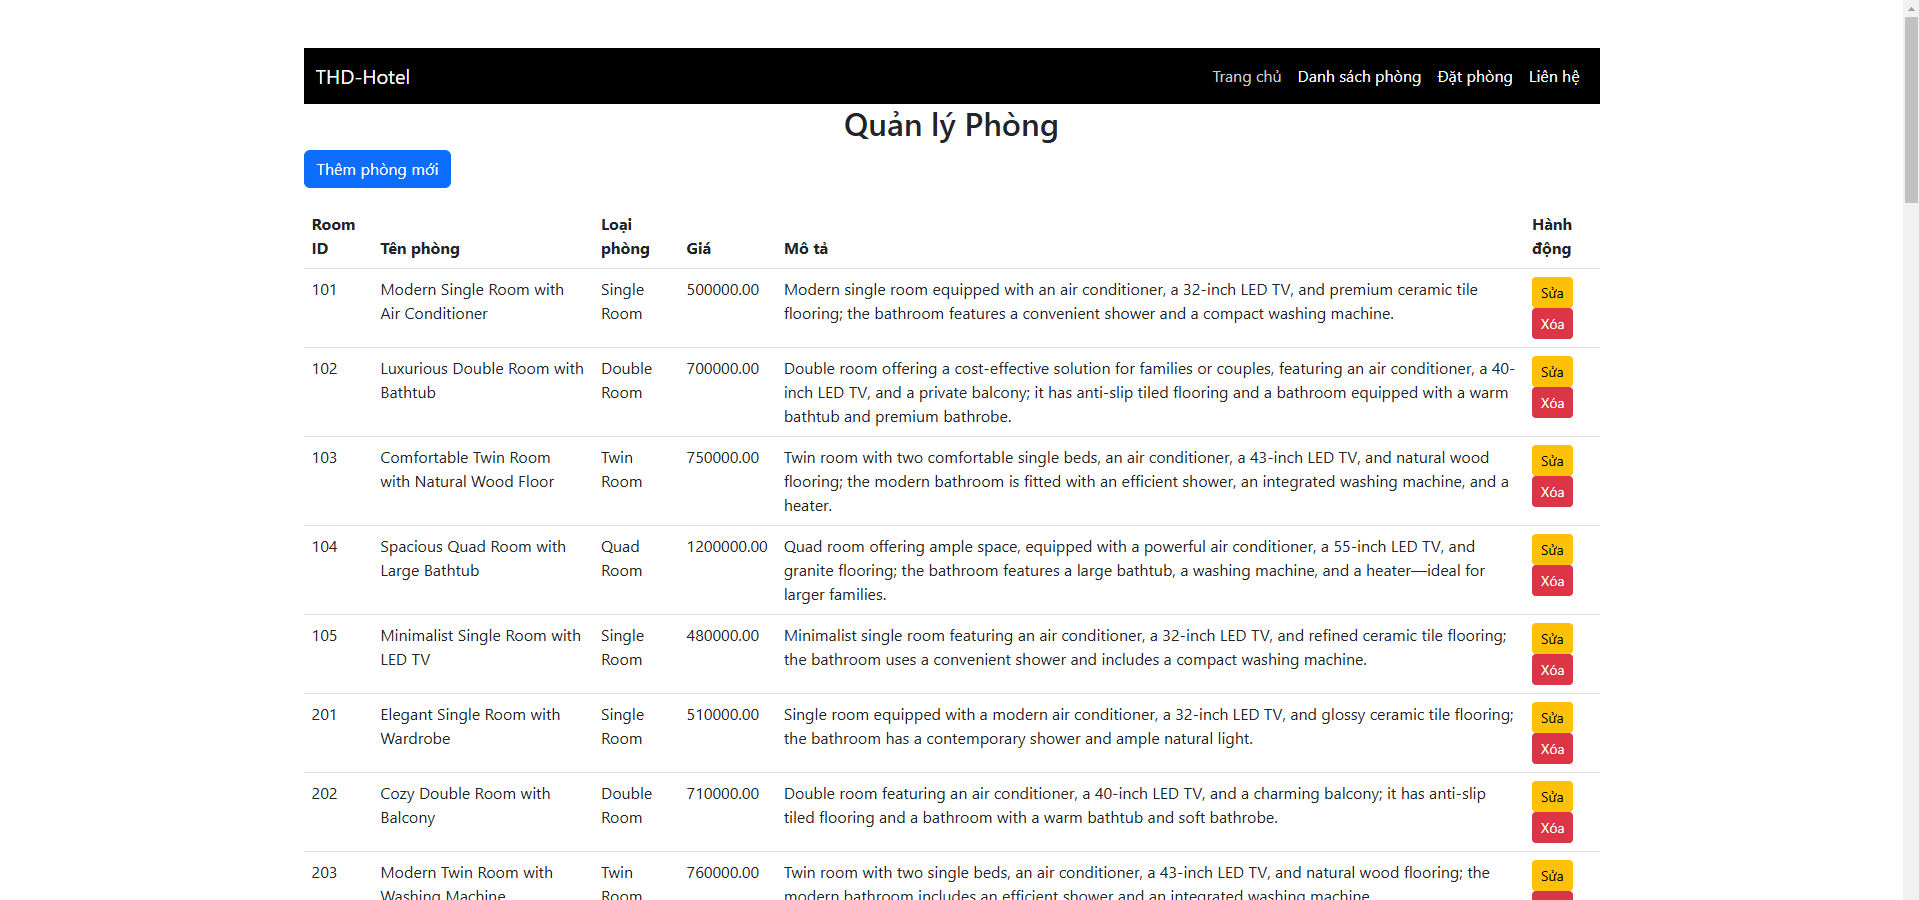 THD-Hotel
Trang chủ Danh sách phòng Đặt phòng Liên hệ
Quản lý Phòng
Thêm phòng mới
Room ID
Tên phòng
Loại phòng
Giá
Mô tả
Hành động
101
Modern Single Room with
Air Conditioner
Single
Room
500000.00
Modern single room equipped with an air conditioner, a 32-inch LED TV, and premium ceramic tile
flooring; the bathroom features a convenient shower and a compact washing machine.
Sửa
Xóa
102
Luxurious Double Room with
Bathtub
Double
Room
700000.00
Double room offering a cost-effective solution for families or couples, featuring an air conditioner, a 40-
inch LED TV, and a private balcony; it has anti-slip tiled flooring and a bathroom equipped with a warm
bathtub and premium bathrobe.
Sửa
Xóa
103
Comfortable Twin Room
with Natural Wood Floor
Twin
Room
750000.00
Twin room with two comfortable single beds, an air conditioner, a 43-inch LED TV, and natural wood
flooring; the modern bathroom is fitted with an efficient shower, an integrated washing machine, and a
heater.
Sửa
Xóa
104
Spacious Quad Room with
Large Bathtub
Quad
Room
1200000.00
Quad room offering ample space, equipped with a powerful air conditioner, a 55-inch LED TV, and
granite flooring; the bathroom features a large bathtub, a washing machine, and a heater—ideal for
larger families.
Sửa
Xóa
105
Minimalist Single Room with
LED TV
Single
Room
480000.00
Minimalist single room featuring an air conditioner, a 32-inch LED TV, and refined ceramic tile flooring;
the bathroom uses a convenient shower and includes a compact washing machine.
Sửa
Xóa
201
Elegant Single Room with
Wardrobe
Single
Room
510000.00
Single room equipped with a modern air conditioner, a 32-inch LED TV, and glossy ceramic tile flooring;
the bathroom has a contemporary shower and ample natural light.
Sửa
Xóa
202
Cozy Double Room with
Balcony
Double
Room
710000.00
Double room featuring an air conditioner, a 40-inch LED TV, and a charming balcony; it has anti-slip
tiled flooring and a bathroom with a warm bathtub and soft bathrobe.
Sửa
Xóa
203
Modern Twin Room with
Washing Machine
Twin
Room
760000.00
Twin room with two single beds, an air conditioner, a 43-inch LED TV, and natural wood flooring; the
modern bathroom includes an efficient shower and an integrated washing machine.
Sửa